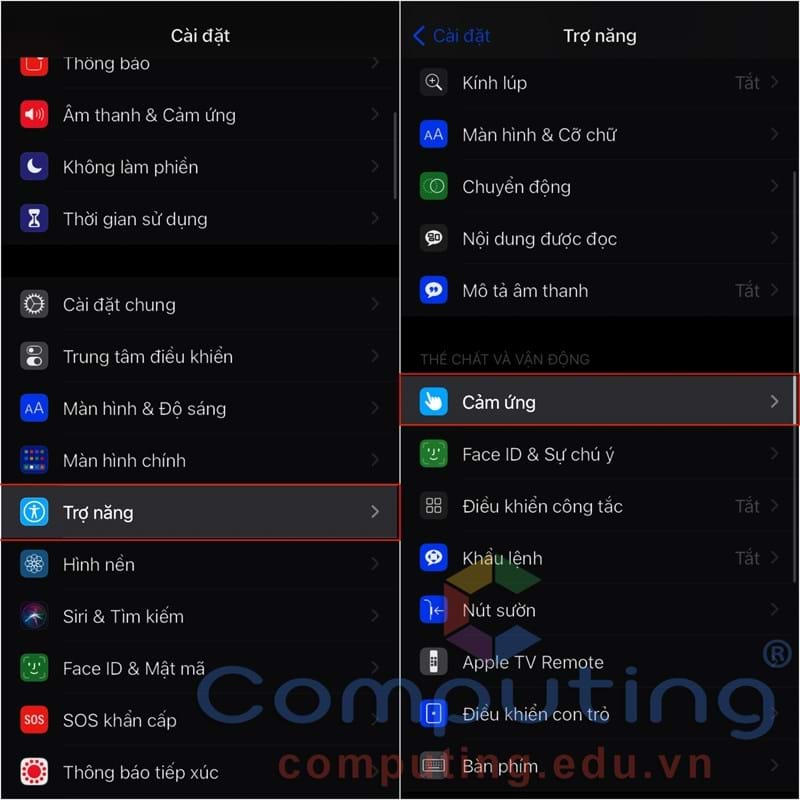 Cài đặt
Thông báo
Âm thanh & Cảm ứng
Không làm phiền
Thời gian sử dụng
Cài đặt chung
Trung tâm điều khiển
AA
Màn hình & Độ sáng
Màn hình chính
Trợ năng
Hình nền
Siri & Tìm kiếm
Face ID & Mật mã
SOS
SOS khẩn cấp
Thông báo tiếp xúc
Cài đặt
Trợ năng
Kính lúp Tắt
AA
Màn hình & Cỡ chữ
Chuyển động
Nội dung được đọc
Mô tả âm thanh Tắt
THỂ CHẤT VÀ VẬN ĐỘNG
Cảm ứng
Face ID & Sự chú ý
Điều khiển công tắc Tắt
Khẩu lệnh Tắt
Nút sườn
Apple TV Remote
Điều khiển con trỏ
Bàn phím
Computing®
computing.edu.vn